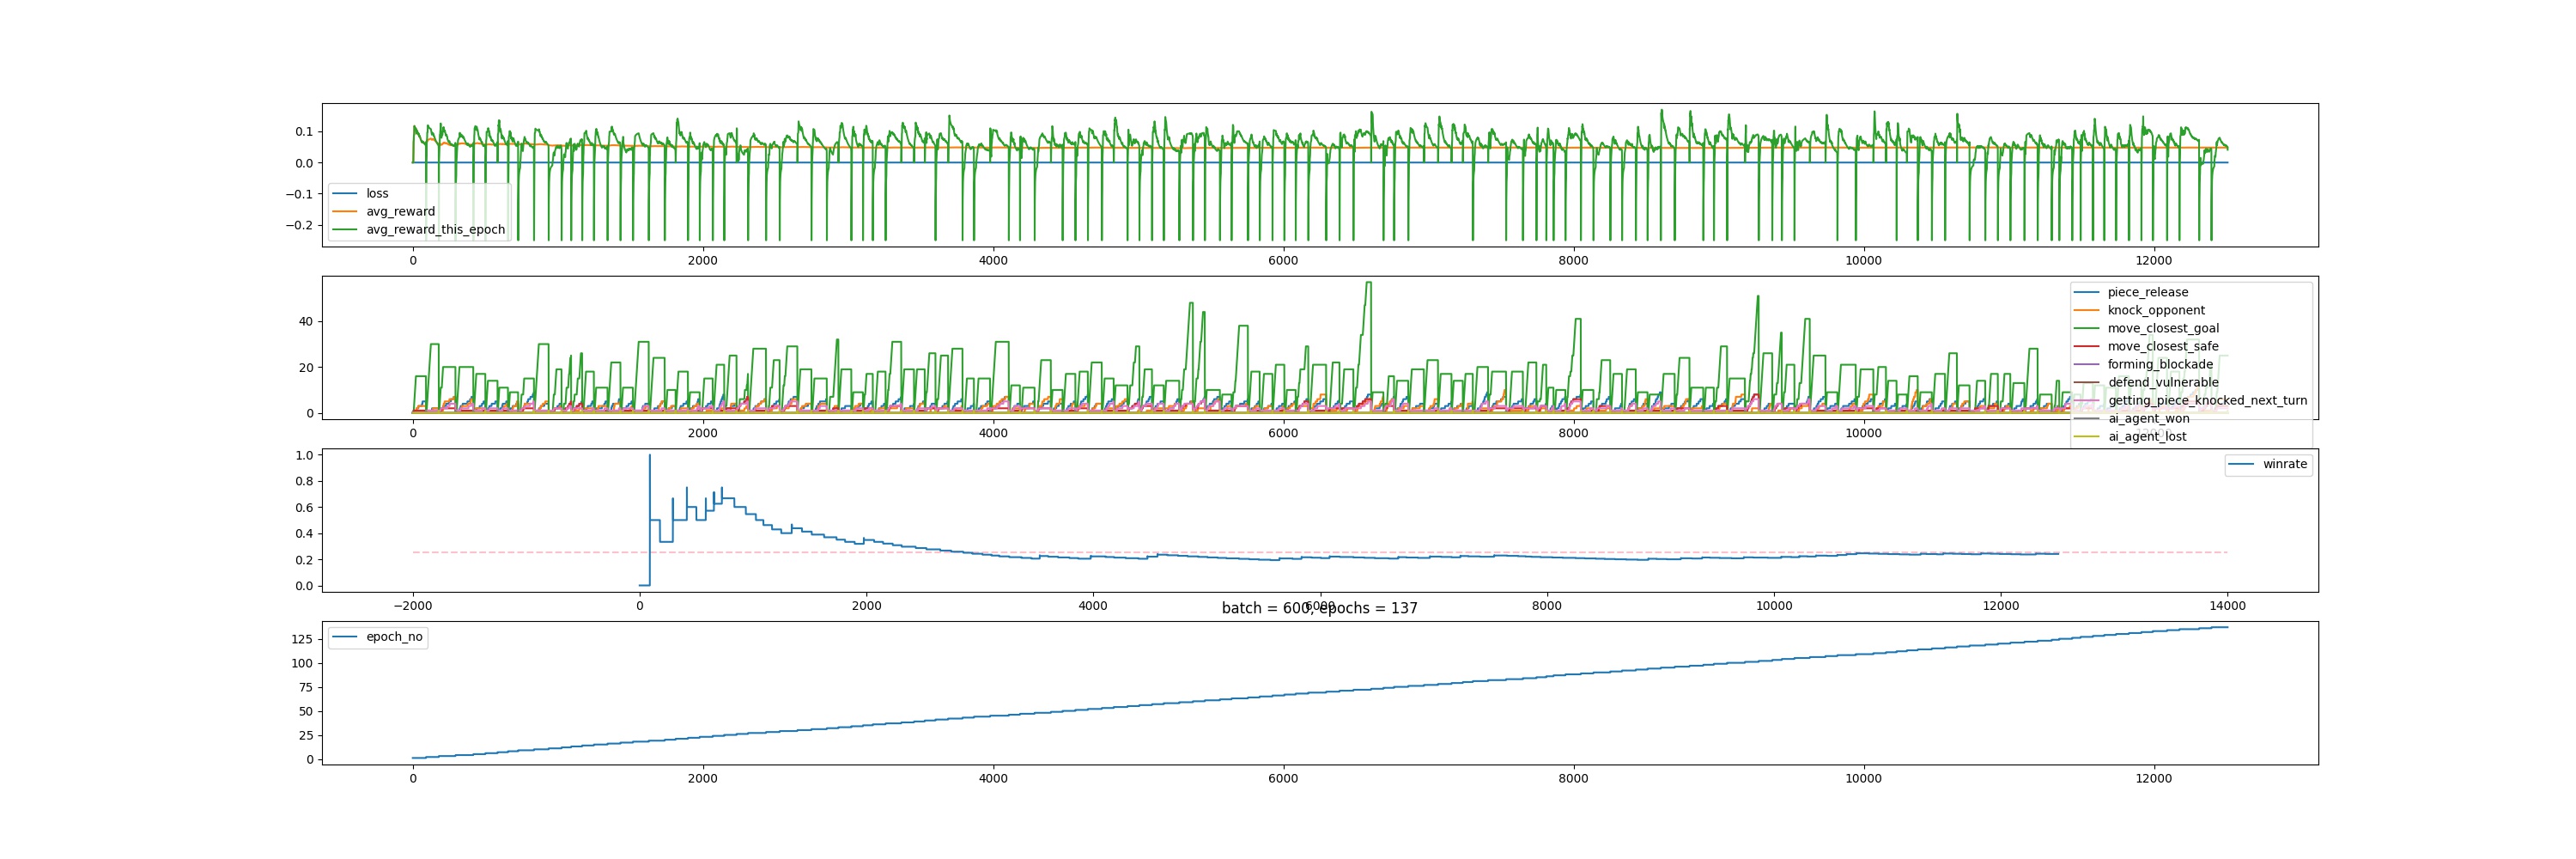 0.1
0.0
−0.1
−0.2
loss
avg_reward
avg_reward_this_epoch
0 2000 4000 6000 8000 10000 12000
40
20
0
piece_release
knock_opponent
move_closest_goal
move_closest_safe
forming_blockade
defend_vulnerable
getting_piece_knocked_next_turn
ai_agent_won
ai_agent_lost
0 2000 4000 6000 8000 10000 12000
1.0
0.8
0.6
0.4
0.2
0.0
winrate
−2000 0 2000 4000 6000 8000 10000 12000 14000
batch = 600, epochs = 137
125
100
75
50
25
0
epoch_no
0 2000 4000 6000 8000 10000 12000